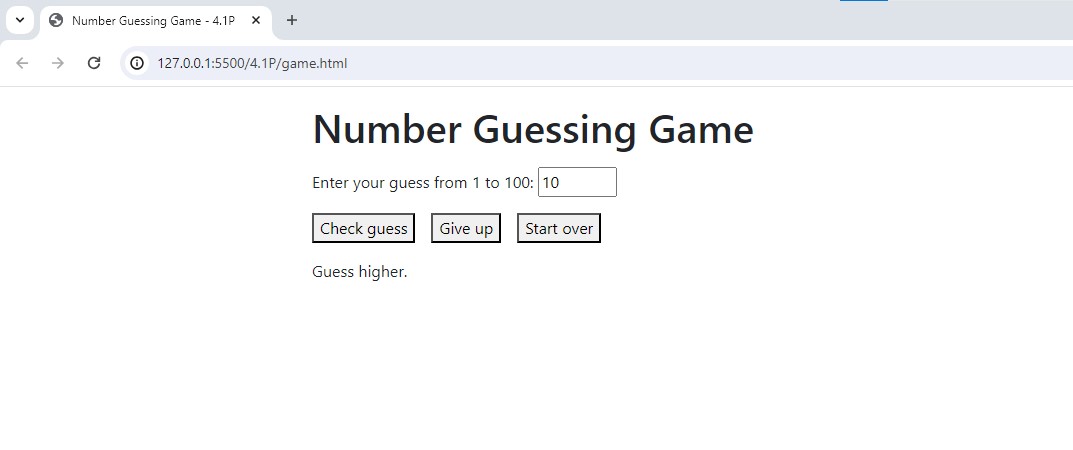 Number Guessing Game - 4.1P
127.0.0.1:5500/4.1P/game.html
Number Guessing Game
Enter your guess from 1 to 100: 10
Check guess Give up Start over
Guess higher.